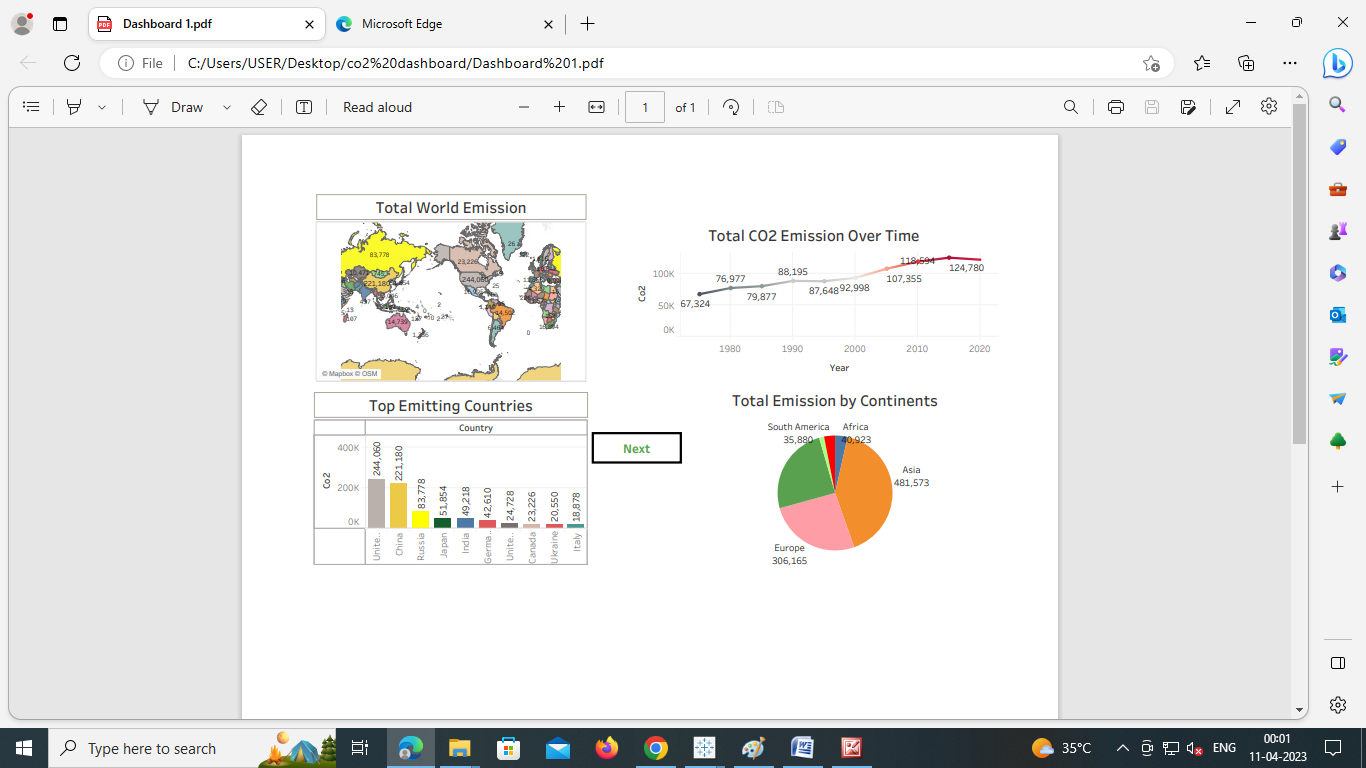 Dashboard 1.pdf
Microsoft Edge
File
C:/Users/USER/Desktop/co2%20dashboard/Dashboard%201.pdf
Draw
Read aloud
1
of 1
Total World Emission
83,778
26
23,226
244,060
221,180
25
14,502
14,739
0
© Mapbox © OSM
Total CO2 Emission Over Time
Co2
100K
50K
0K
67,324
76,977
79,877
88,195
87,648
92,998
107,355
118,594
124,780
1980
1990
2000
2010
2020
Year
Top Emitting Countries
Country
Co2
400K
200K
0K
244,060
221,180
83,778
51,854
49,218
42,610
24,728
23,226
20,550
18,878
Unite..
China
Russia
Japan
India
Germa..
Unite..
Canada
Ukraine
Italy
Next
Total Emission by Continents
South America
35,880
Africa
40,923
Asia
481,573
Europe
306,165
Type here to search
35°C
ENG
00:01
11-04-2023